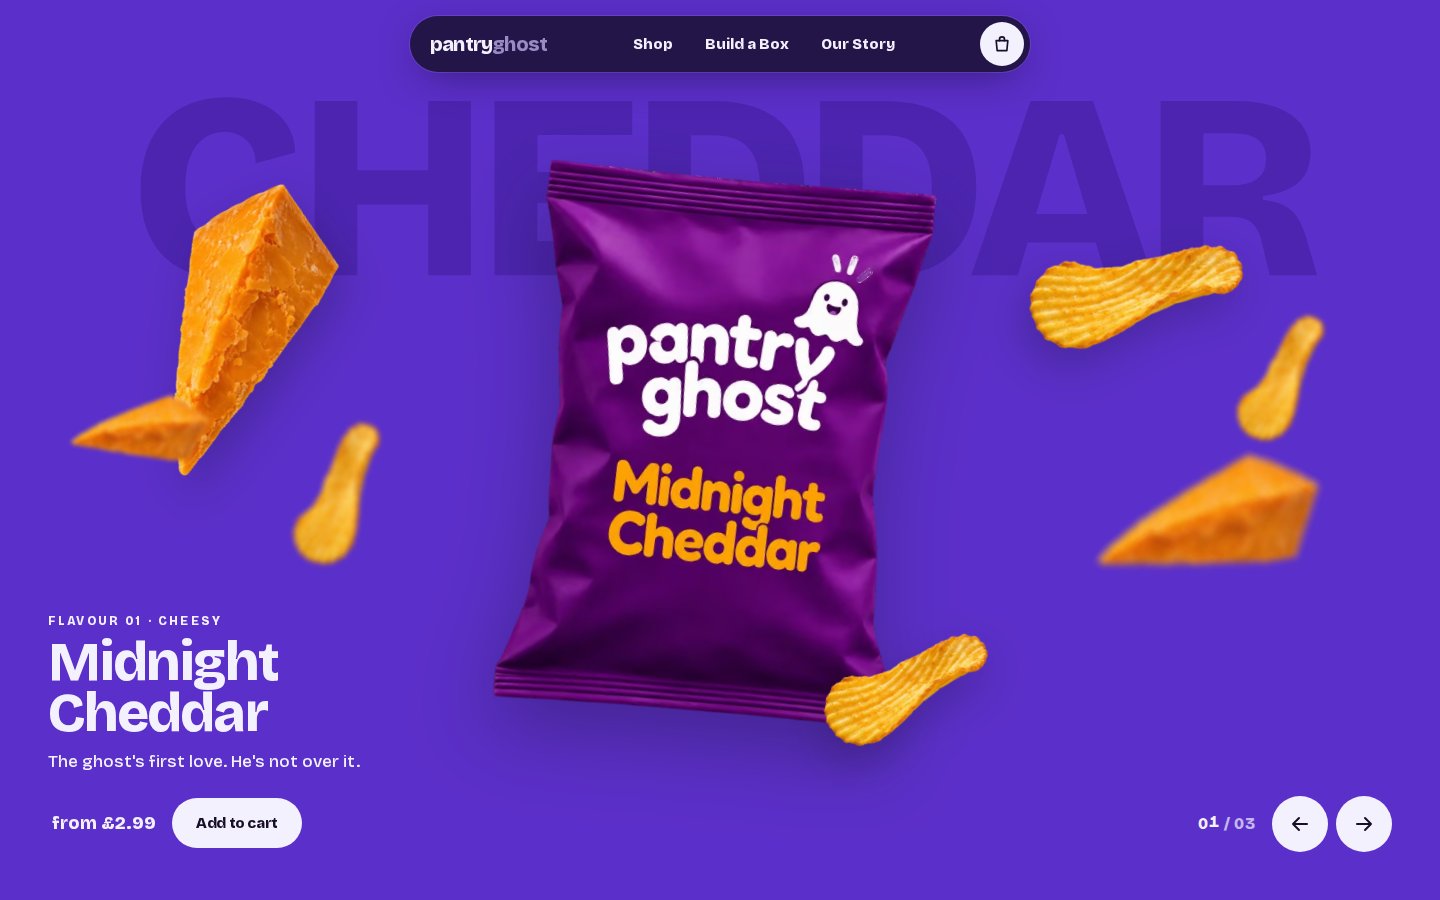 pantryghost
Shop
Build a Box
Our Story
CHEDDAR
pantry
ghost
Midnight
Cheddar
FLAVOUR 01 · CHEESY
Midnight
Cheddar
The ghost's first love. He's not over it.
from £2.99
Add to cart
01 / 03